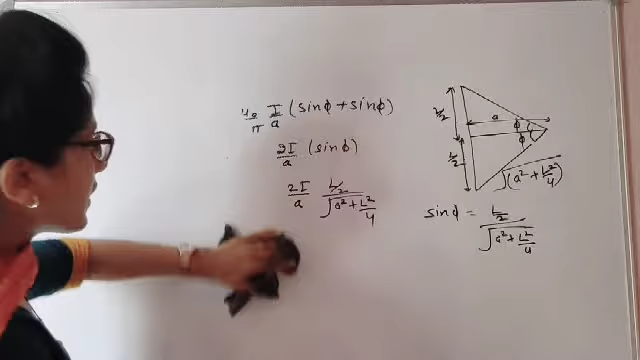 μ₀/4π I/a (sinφ + sinφ)
2I/a (sinφ)
2I/a L/2 / √(a² + L²/4)
L/2
a
φ
φ
L/2
√(a² + L²/4)
sinφ = L/2 / √(a² + L²/4)